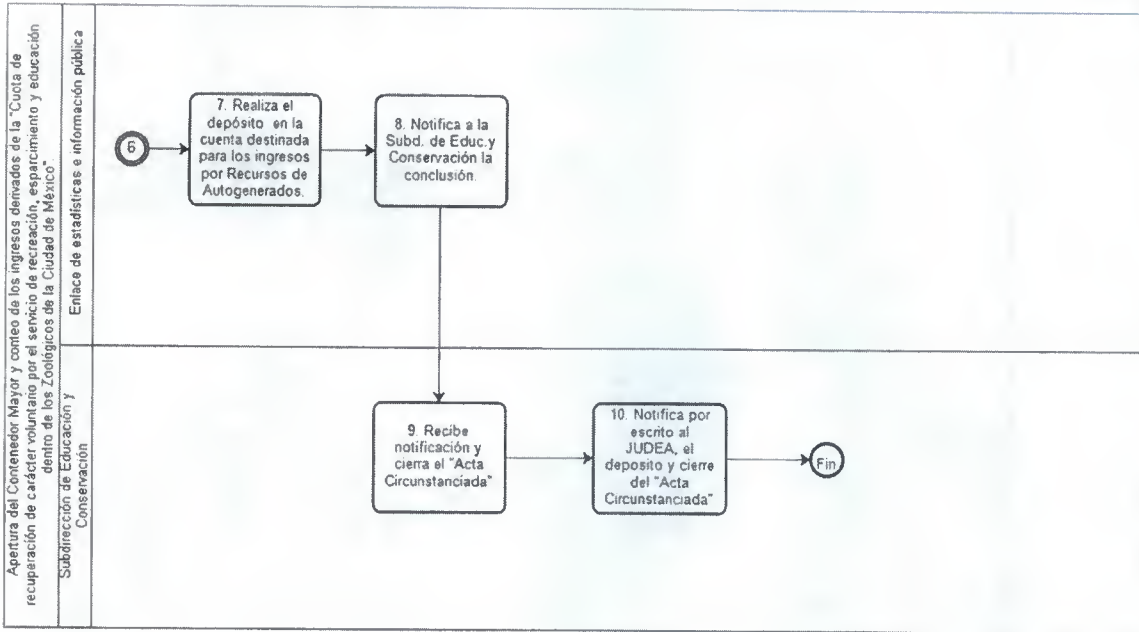 Apertura del Contenedor Mayor y conteo de los ingresos derivados de la "Cuota de
recuperación de carácter voluntario por el servicio de recreación, esparcimiento y educación
dentro de los Zoológicos de la Ciudad de México"
Enlace de estadísticas e información pública
6
7. Realiza el
depósito en la
cuenta destinada
para los ingresos
por Recursos de
Autogenerados.
8. Notifica a la
Subd. de Educ.y
Conservación la
conclusión.
Subdirección de Educación y
Conservación
9. Recibe
notificación y
cierra el "Acta
Circunstanciada"
10. Notifica por
escrito al
JUDEA, el
deposito y cierre
del "Acta
Circunstanciada"
Fin